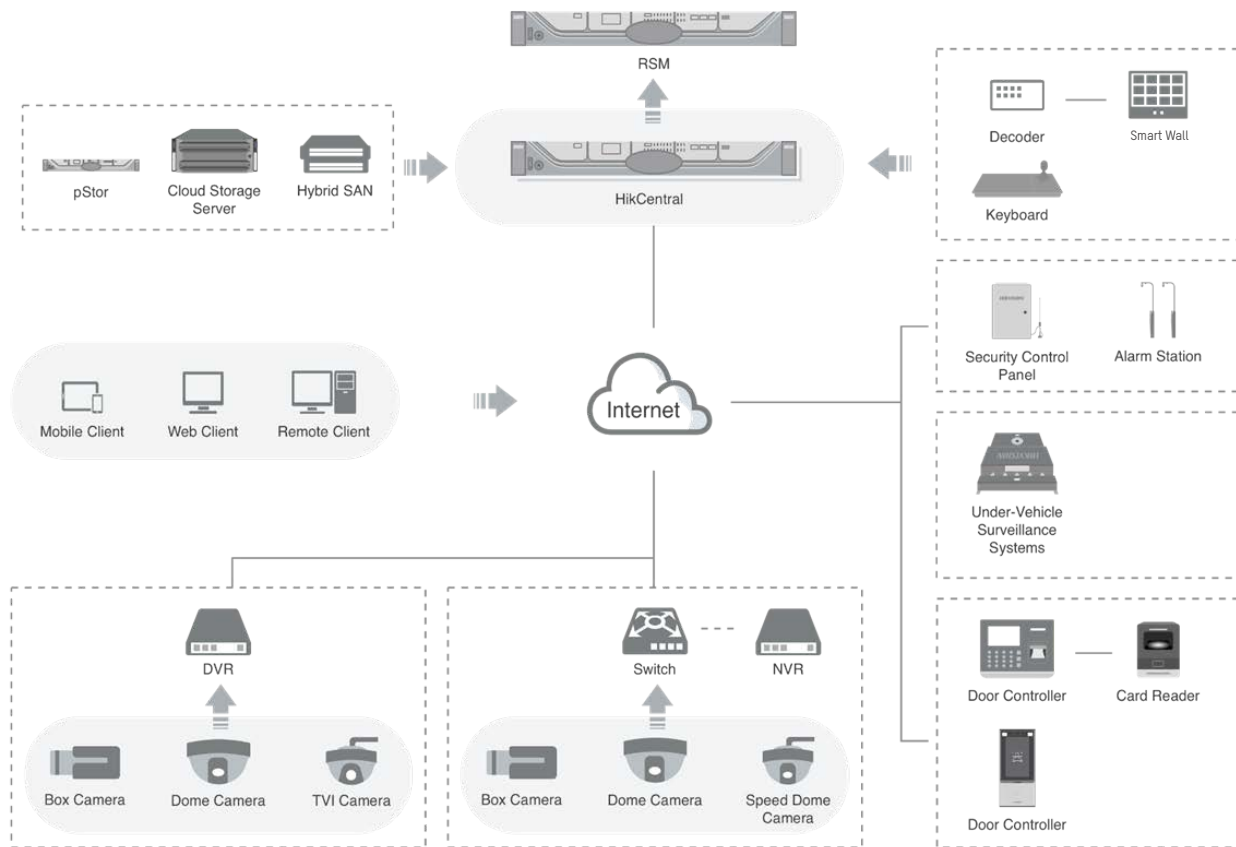 RSM
HikCentral
pStor
Cloud Storage
Server
Hybrid SAN
Decoder
Smart Wall
Keyboard
Security Control
Panel
Alarm Station
Mobile Client
Web Client
Remote Client
Internet
HIKVISION
Under-Vehicle
Surveillance
Systems
DVR
Switch
NVR
Box Camera
Dome Camera
TVI Camera
Box Camera
Dome Camera
Speed Dome
Camera
Door Controller
Card Reader
Door Controller